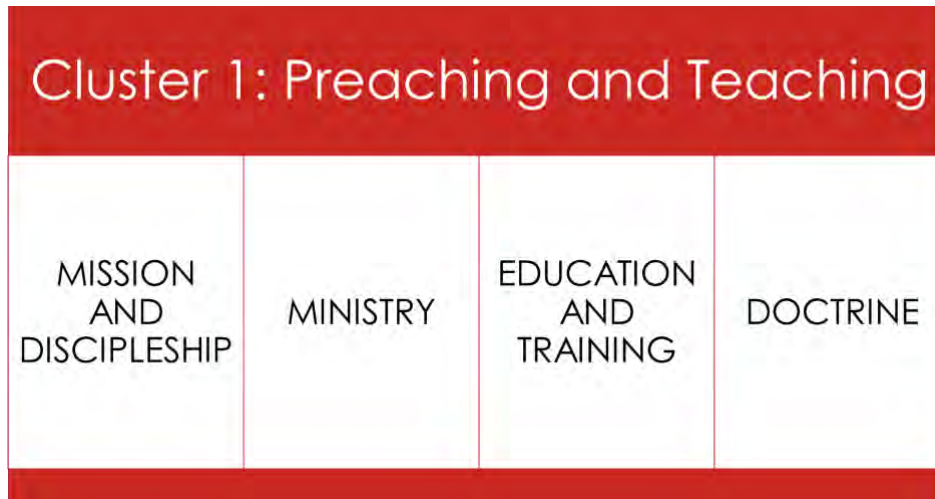 Cluster 1: Preaching and Teaching
MISSION
AND
DISCIPLESHIP
MINISTRY
EDUCATION
AND
TRAINING
DOCTRINE